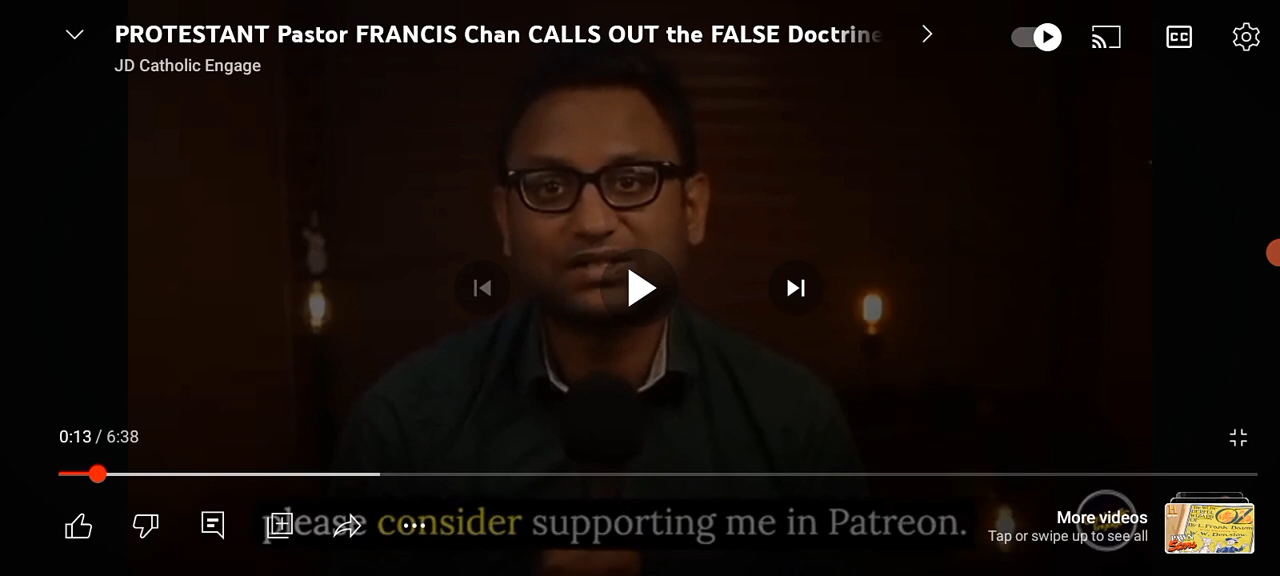 PROTESTANT Pastor FRANCIS Chan CALLS OUT the FALSE Doctrine
JD Catholic Engage
CC
0:13 / 6:38
please consider supporting me in Patreon.
More videos
Tap or swipe up to see all